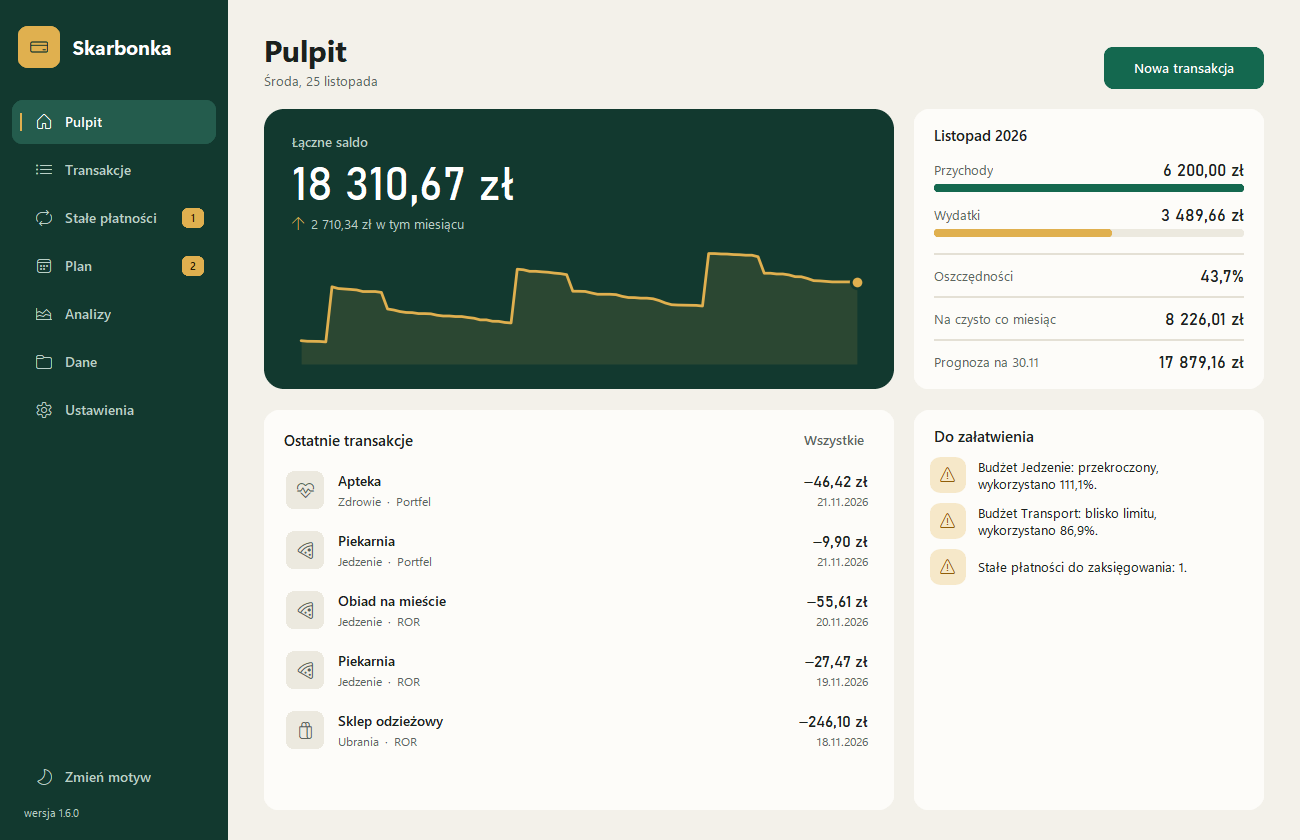 Skarbonka
Pulpit
Transakcje
Stałe płatności 1
Plan 2
Analizy
Dane
Ustawienia
Zmień motyw
wersja 1.6.0
Pulpit
Środa, 25 listopada
Nowa transakcja
Łączne saldo
18 310,67 zł
2 710,34 zł w tym miesiącu
Listopad 2026
Przychody 6 200,00 zł
Wydatki 3 489,66 zł
Oszczędności 43,7%
Na czysto co miesiąc 8 226,01 zł
Prognoza na 30.11 17 879,16 zł
Ostatnie transakcje Wszystkie
Apteka −46,42 zł
Zdrowie · Portfel 21.11.2026
Piekarnia −9,90 zł
Jedzenie · Portfel 21.11.2026
Obiad na mieście −55,61 zł
Jedzenie · ROR 20.11.2026
Piekarnia −27,47 zł
Jedzenie · ROR 19.11.2026
Sklep odzieżowy −246,10 zł
Ubrania · ROR 18.11.2026
Do załatwienia
Budżet Jedzenie: przekroczony,
wykorzystano 111,1%.
Budżet Transport: blisko limitu,
wykorzystano 86,9%.
Stałe płatności do zaksięgowania: 1.